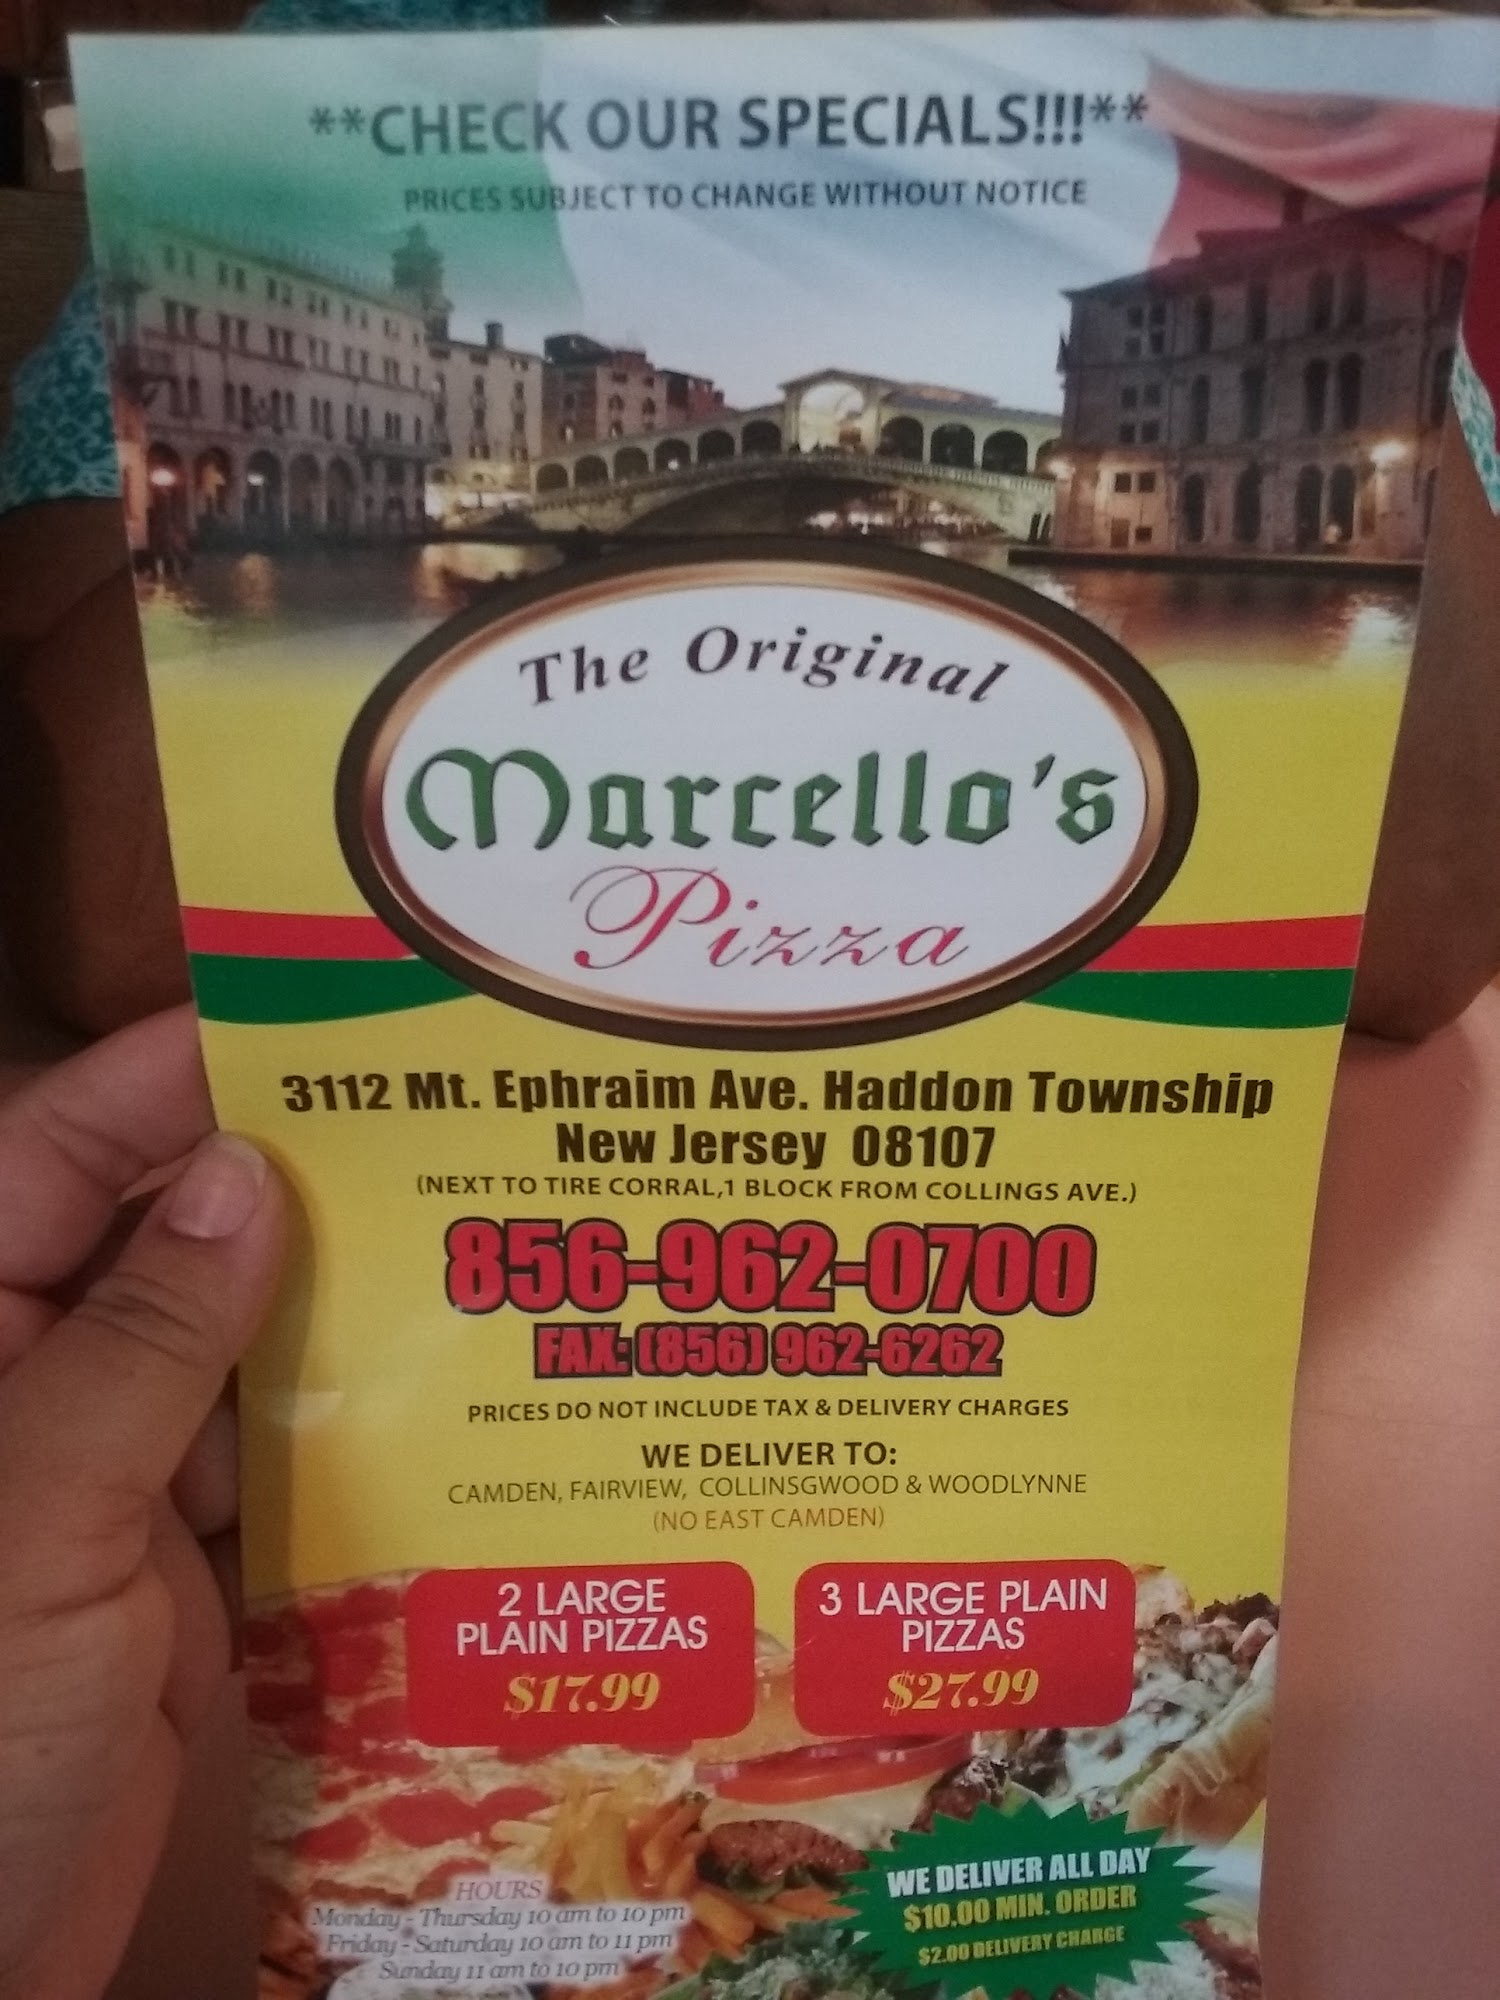 **CHECK OUR SPECIALS!!!**
PRICES SUBJECT TO CHANGE WITHOUT NOTICE
The Original
Marcello's
Pizza
3112 Mt. Ephraim Ave. Haddon Township
New Jersey 08107
(NEXT TO TIRE CORRAL,1 BLOCK FROM COLLINGS AVE.)
856-962-0700
FAX: (856) 962-6262
PRICES DO NOT INCLUDE TAX & DELIVERY CHARGES
WE DELIVER TO:
CAMDEN, FAIRVIEW, COLLINSGWOOD & WOODLYNNE
(NO EAST CAMDEN)
2 LARGE
PLAIN PIZZAS
$17.99
3 LARGE PLAIN
PIZZAS
$27.99
HOURS
Monday - Thursday 10 am to 10 pm
Friday - Saturday 10 am to 11 pm
Sunday 11 am to 10 pm
WE DELIVER ALL DAY
$10.00 MIN. ORDER
$2.00 DELIVERY CHARGE